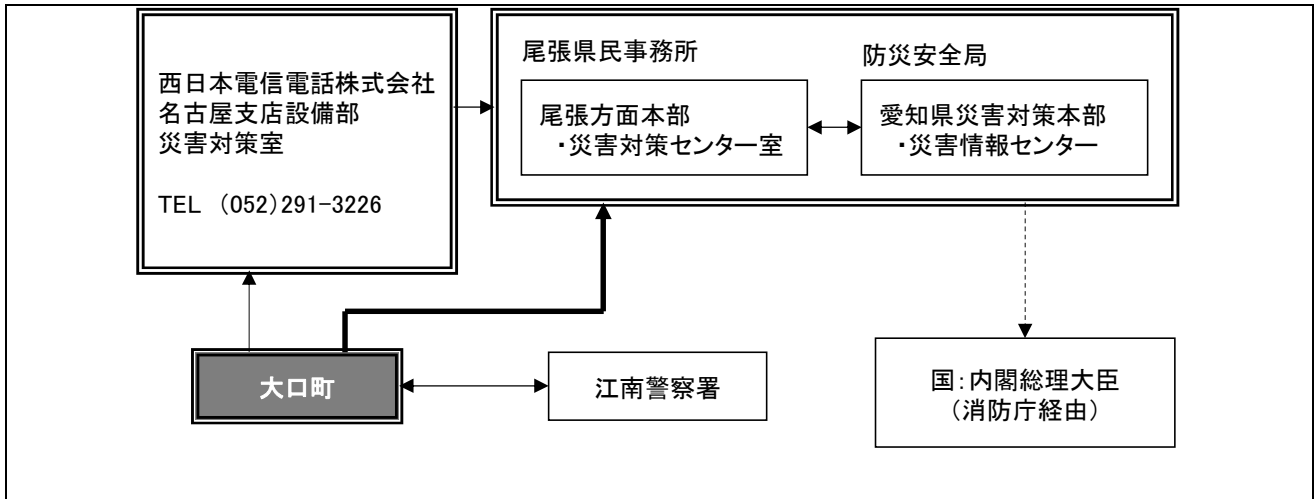 西日本電信電話株式会社
名古屋支店設備部
災害対策室
TEL (052)291-3226
尾張県民事務所
尾張方面本部
・災害対策センター室
防災安全局
愛知県災害対策本部
・災害情報センター
大口町
江南警察署
国:内閣総理大臣
(消防庁経由)